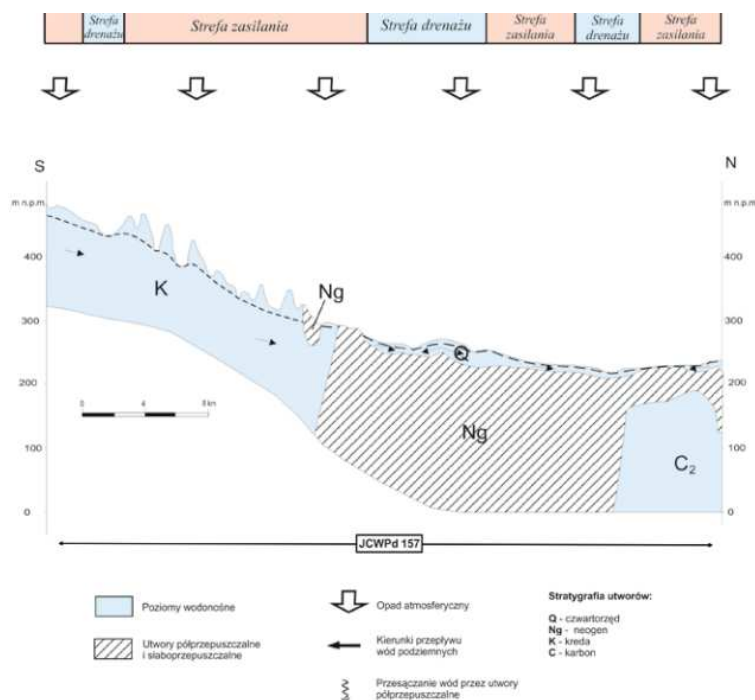 Strefa drenażu
Strefa zasilania
Strefa drenażu
Strefa zasilania
Strefa drenażu
Strefa zasilania
S
N
m n.p.m.
m n.p.m.
400
400
K
Ng
300
300
Q
200
200
0
4
8 km
Ng
100
100
C₂
0
0
JCWPd 157
Poziomy wodonośne
Opad atmosferyczny
Stratygrafia utworów:
Utwory półprzepuszczalne
i słaboprzepuszczalne
Kierunki przepływu
wód podziemnych
Q - czwartorzęd
Ng - neogen
K - kreda
C - karbon
Przesączanie wód przez utwory
półprzepuszczalne